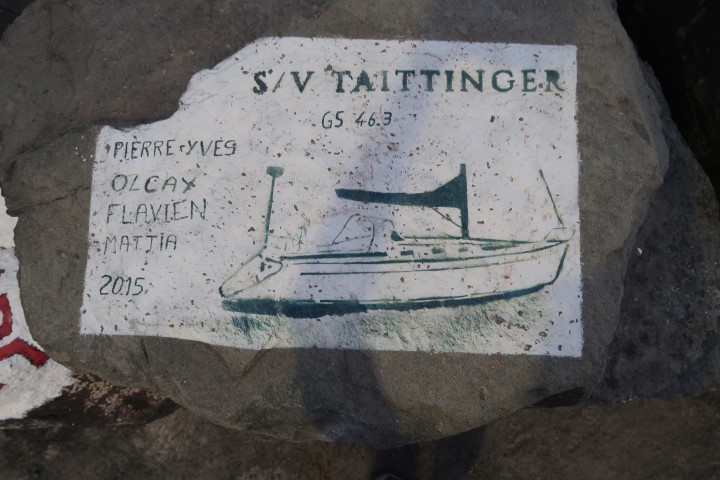 S/V TAITTINGER
GS 46.3
PIERRE-YVES
OLCAY
FLAVIEN
MATTIA
2015